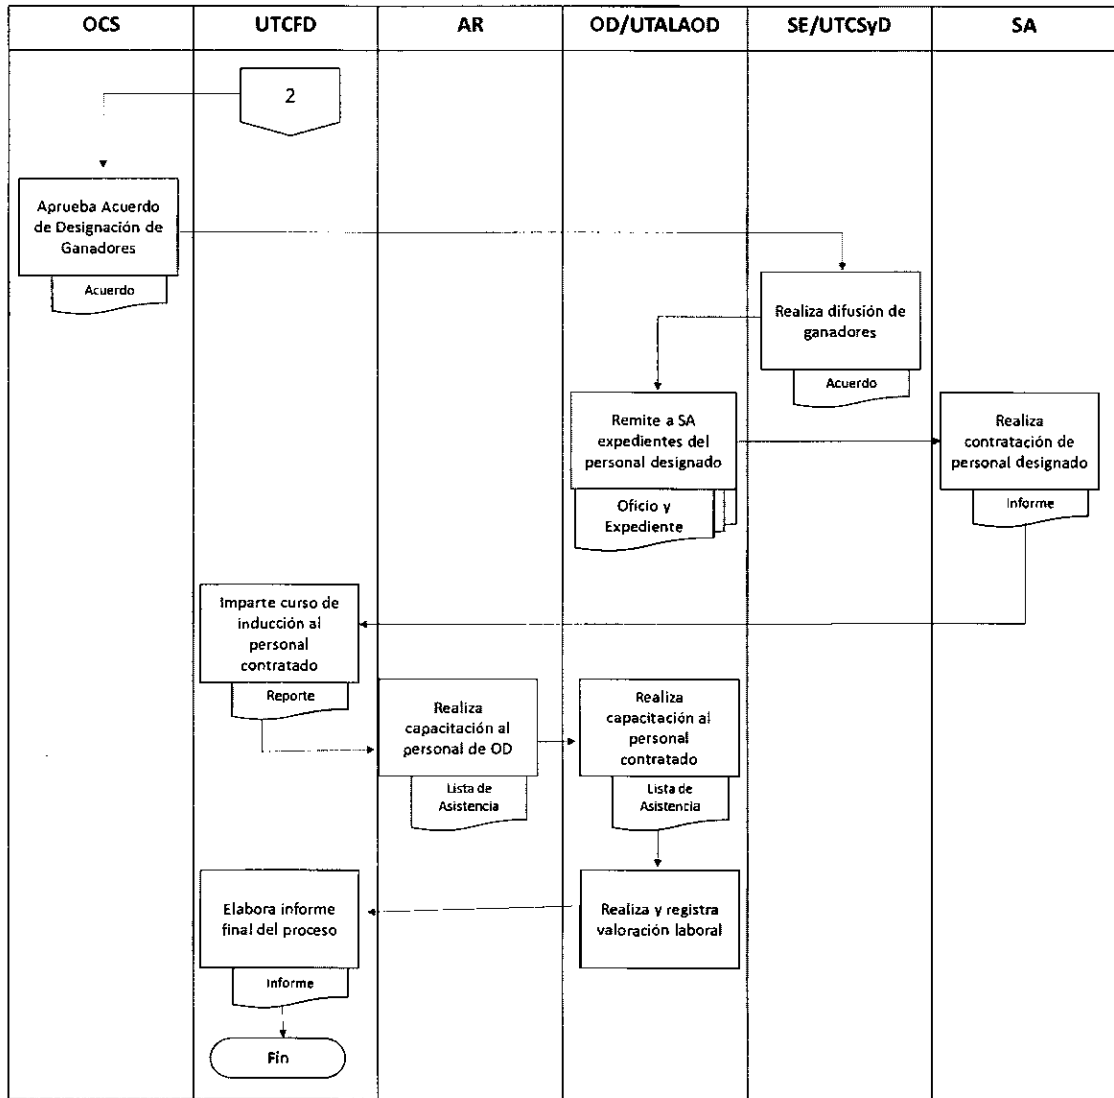 OCS
UTCFD
AR
OD/UTALAOD
SE/UTCSyD
SA
2
Aprueba Acuerdo
de Designación de
Ganadores
Acuerdo
Realiza difusión de
ganadores
Acuerdo
Remite a SA
expedientes del
personal designado
Oficio y
Expediente
Realiza
contratación de
personal designado
Informe
Imparte curso de
inducción al
personal
contratado
Reporte
Realiza
capacitación al
personal de OD
Lista de
Asistencia
Realiza
capacitación al
personal
contratado
Lista de
Asistencia
Elabora informe
final del proceso
Informe
Realiza y registra
valoración laboral
Fin